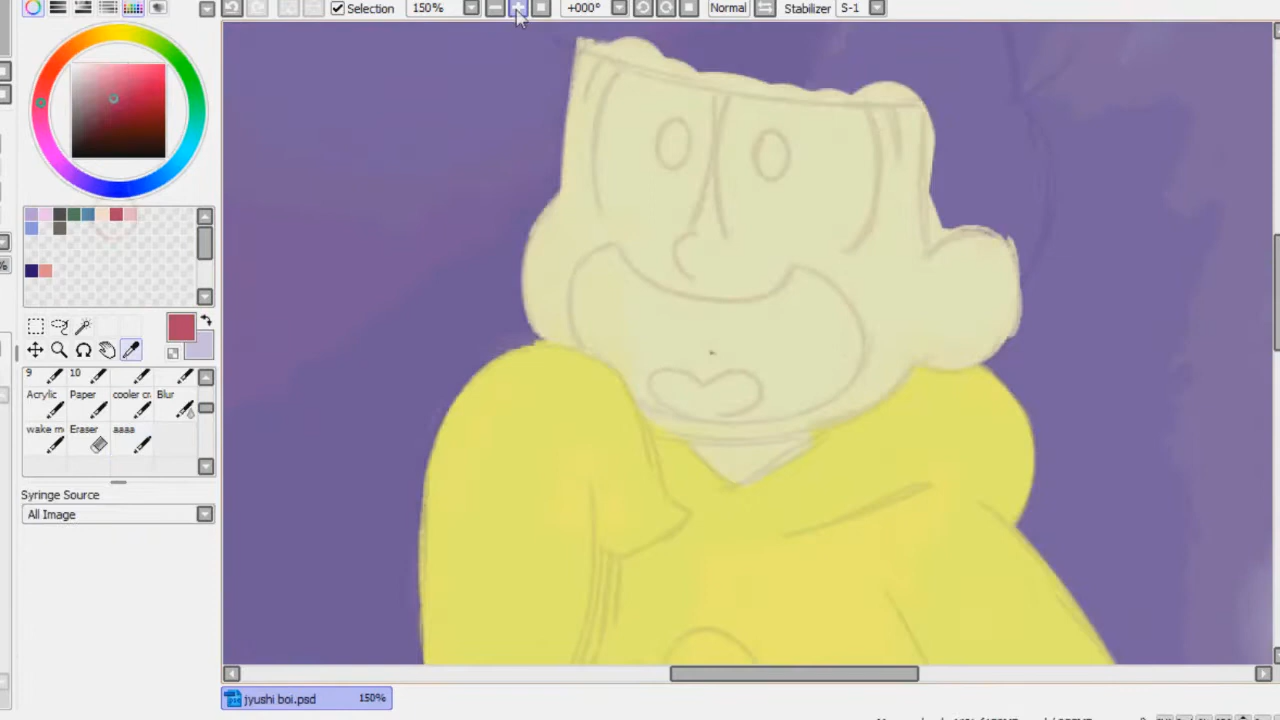 Selection 150% +000° Normal Stabilizer S-1
9 10
Acrylic Paper cooler cr. Blur
wake m Eraser aaaa
Syringe Source
All Image
jyushi boi.psd 150%